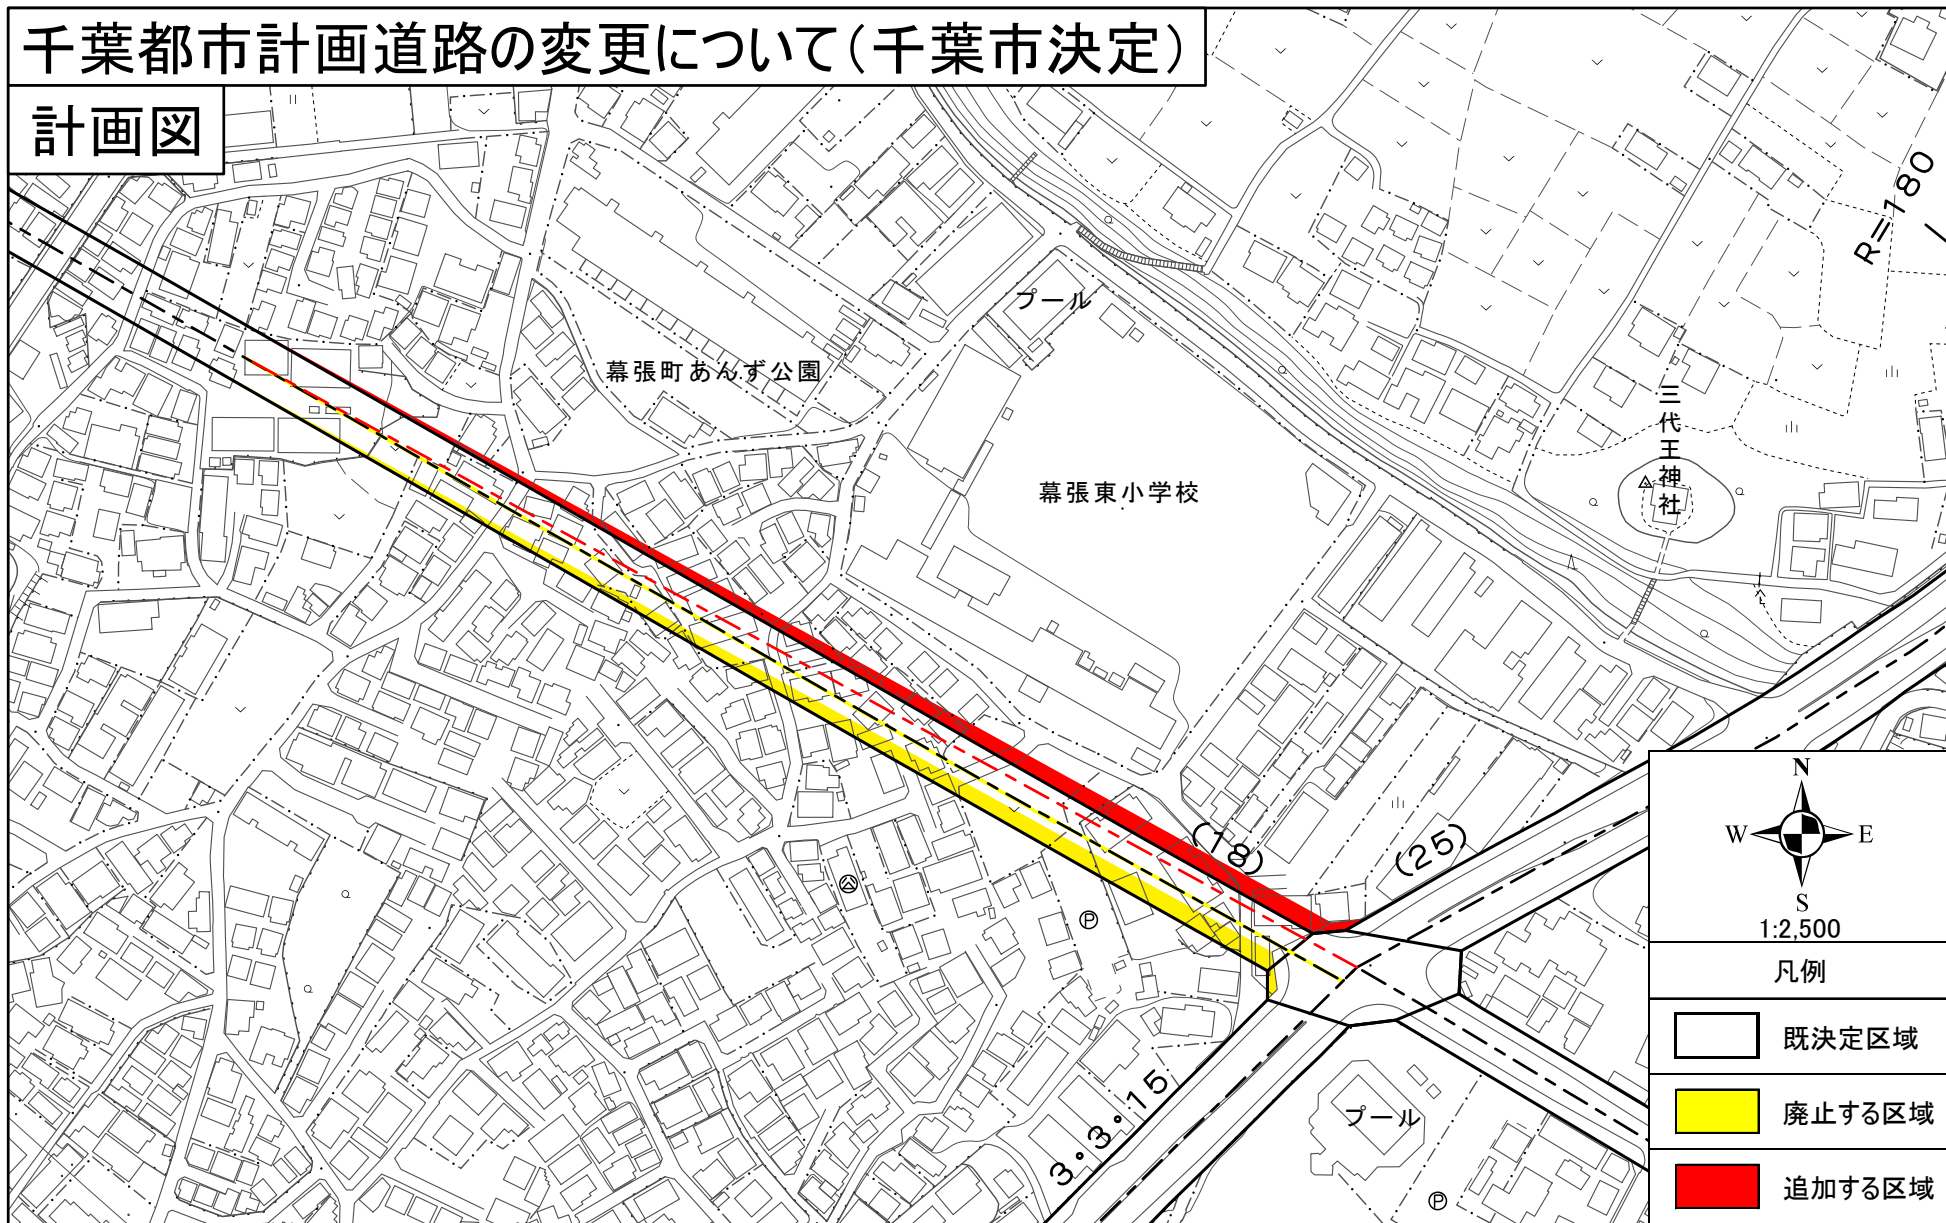 千葉都市計画道路の変更について(千葉市決定)
計画図
R=180
プール
幕張町あんず公園
三代王神社
幕張東小学校
(18)
(25)
N
W
E
S
1:2,500
凡例
既決定区域
廃止する区域
追加する区域
3・3・15
プール
P
P